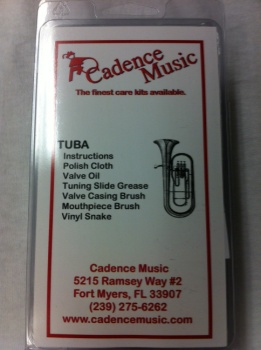 Cadence
Music
The finest care kits available.
TUBA
Instructions
Polish Cloth
Valve Oil
Tuning Slide Grease
Valve Casing Brush
Mouthpiece Brush
Vinyl Snake
Cadence Music
5215 Ramsey Way #2
Fort Myers, FL 33907
(239) 275-6262
www.cadencemusic.com